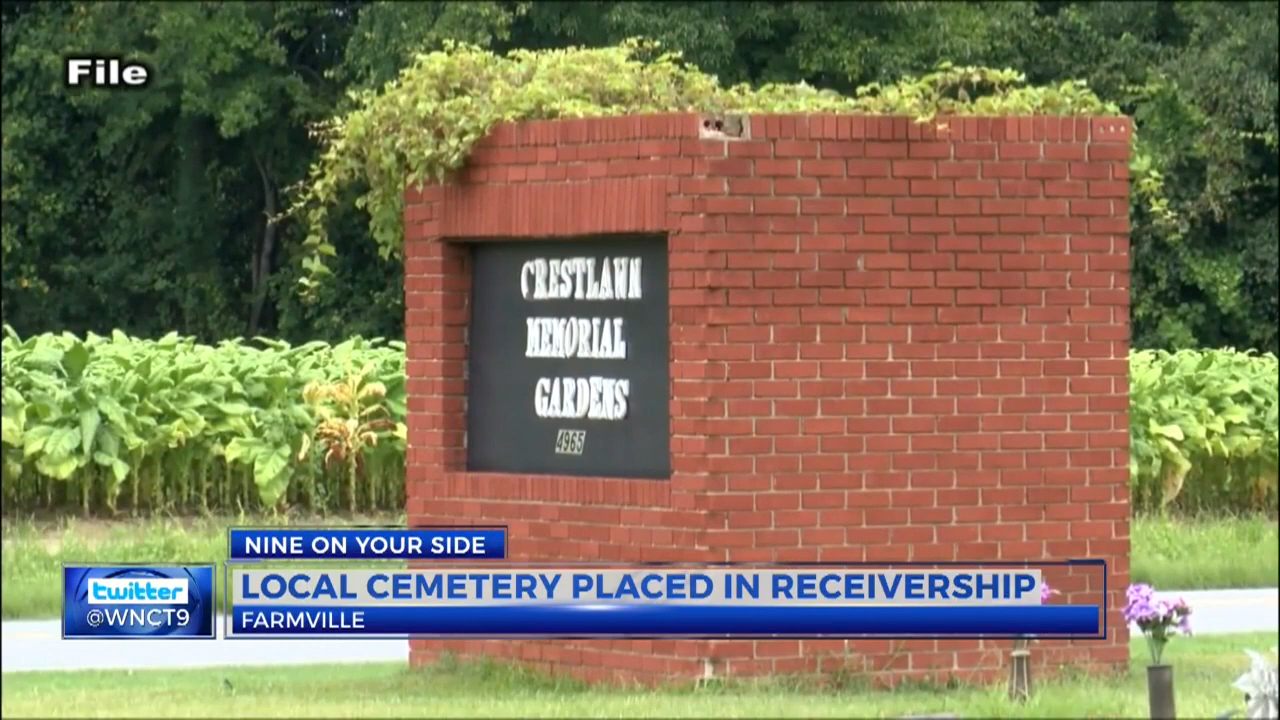 File
CRESTLAWN
MEMORIAL
GARDENS
4965
NINE ON YOUR SIDE
LOCAL CEMETERY PLACED IN RECEIVERSHIP
FARMVILLE
twitter
@WNCT9